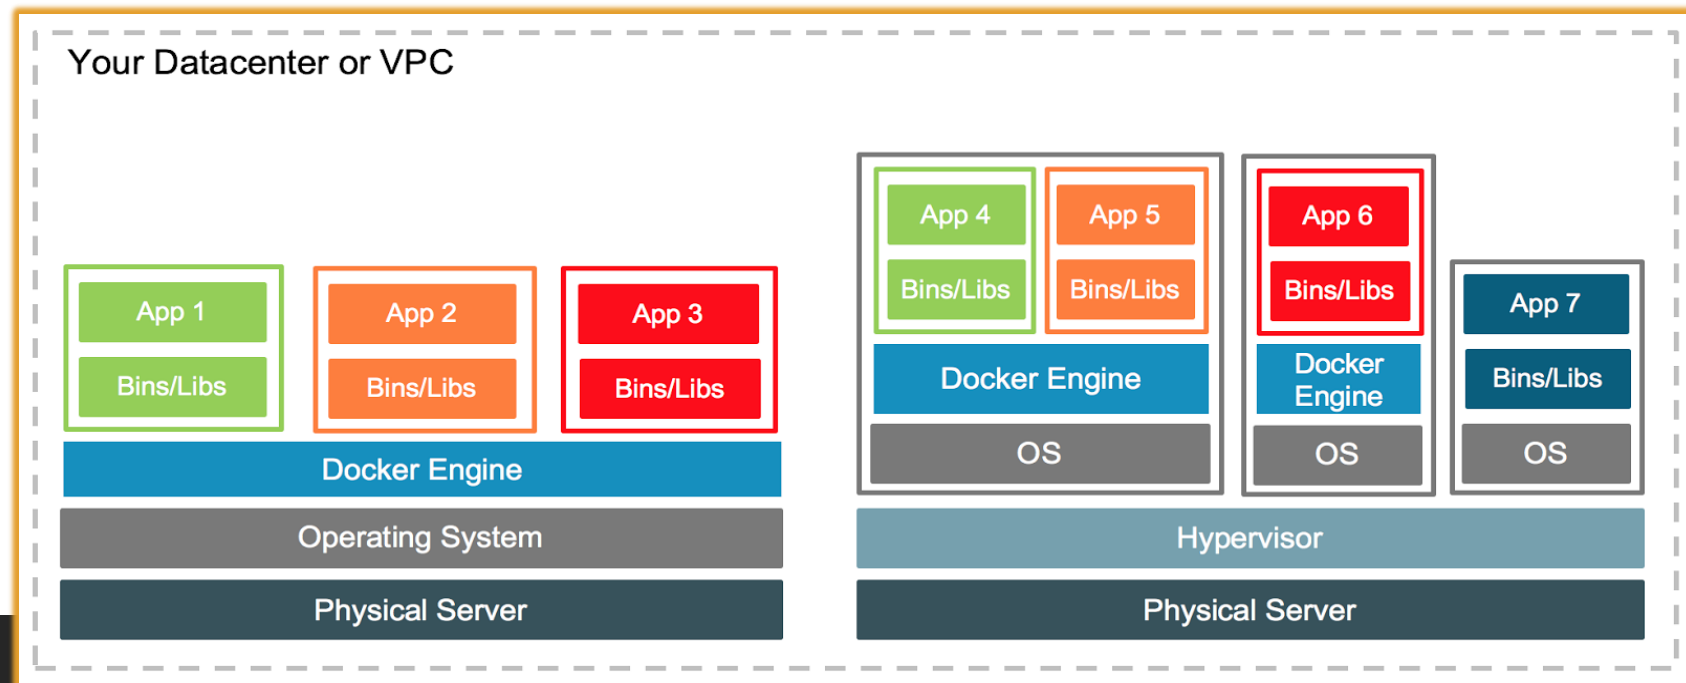 Your Datacenter or VPC
App 1
Bins/Libs
App 2
Bins/Libs
App 3
Bins/Libs
Docker Engine
Operating System
Physical Server
App 4
Bins/Libs
App 5
Bins/Libs
Docker Engine
OS
App 6
Bins/Libs
Docker
Engine
OS
App 7
Bins/Libs
OS
Hypervisor
Physical Server